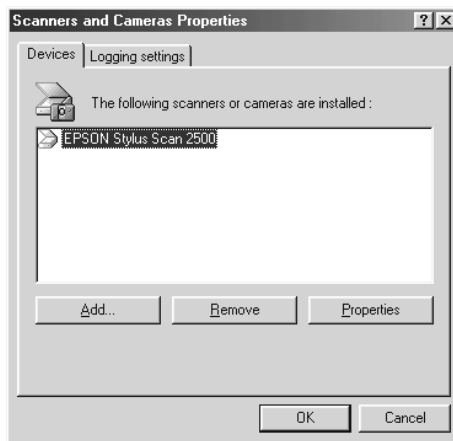 Scanners and Cameras Properties
Devices
Logging settings
The following scanners or cameras are installed :
EPSON Stylus Scan 2500
Add...
Remove
Properties
OK
Cancel